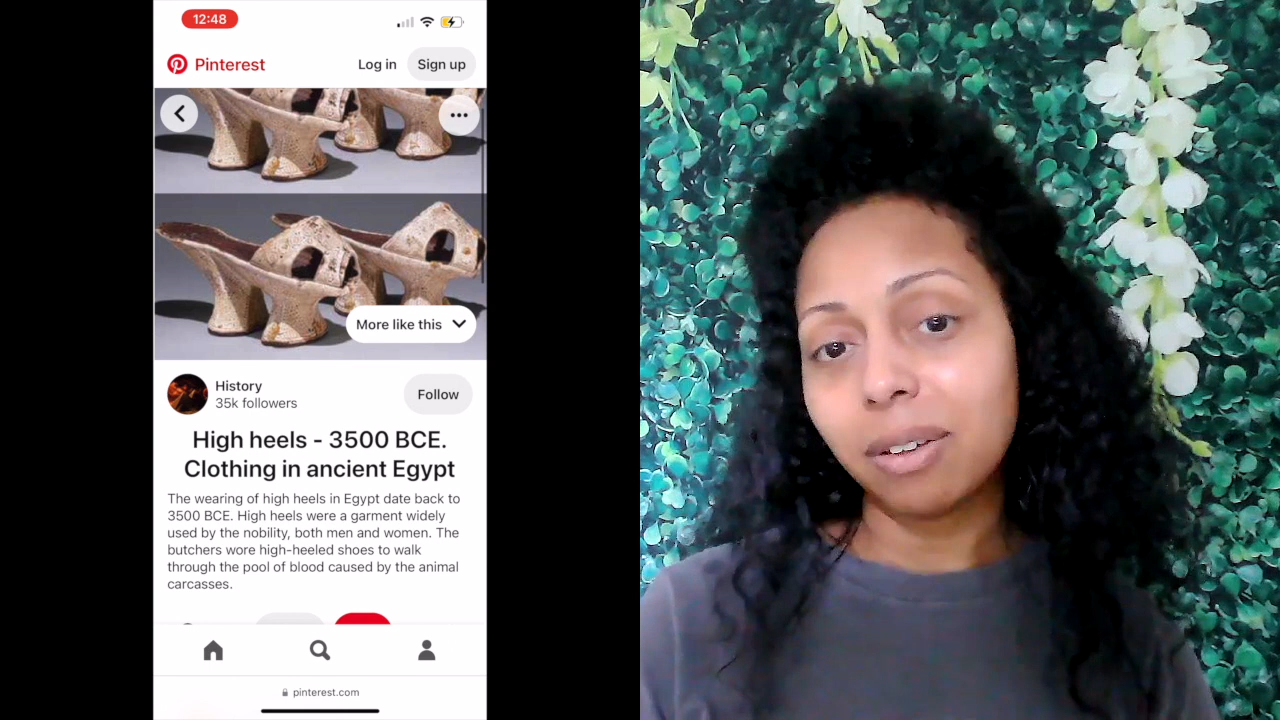 12:48
Pinterest
Log in
Sign up
More like this
History
35k followers
Follow
High heels - 3500 BCE.
Clothing in ancient Egypt
The wearing of high heels in Egypt date back to
3500 BCE. High heels were a garment widely
used by the nobility, both men and women. The
butchers wore high-heeled shoes to walk
through the pool of blood caused by the animal
carcasses.
pinterest.com